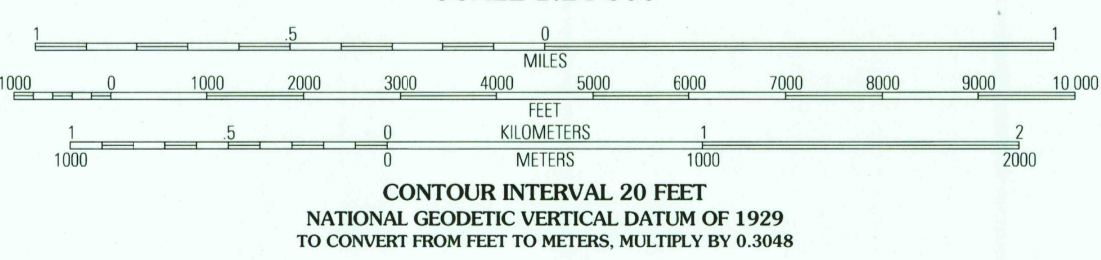 1 .5 0 1
MILES
1000 0 1000 2000 3000 4000 5000 6000 7000 8000 9000 10 000
FEET
1 .5 0 KILOMETERS 1 2
1000 0 METERS 1000 2000
CONTOUR INTERVAL 20 FEET
NATIONAL GEODETIC VERTICAL DATUM OF 1929
TO CONVERT FROM FEET TO METERS, MULTIPLY BY 0.3048